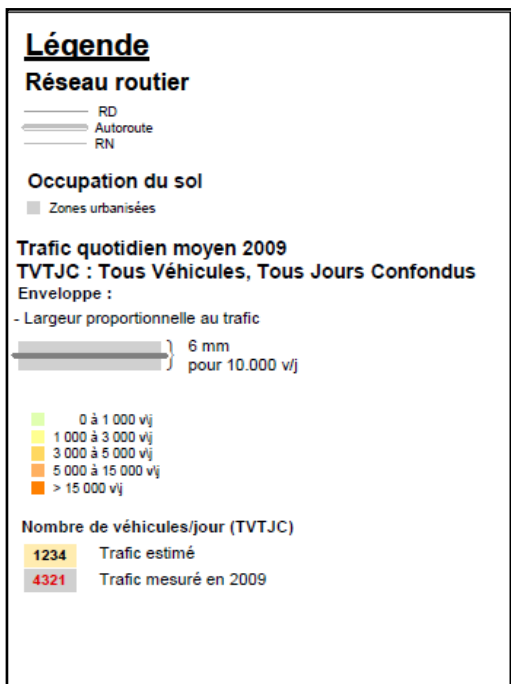 Légende
Réseau routier
RD
Autoroute
RN
Occupation du sol
Zones urbanisées
Trafic quotidien moyen 2009
TVTJC : Tous Véhicules, Tous Jours Confondus
Enveloppe :
- Largeur proportionnelle au trafic
6 mm
pour 10.000 v/j
0 à 1 000 v\j
1 000 à 3 000 v\j
3 000 à 5 000 v\j
5 000 à 15 000 v\j
> 15 000 v\j
Nombre de véhicules/jour (TVTJC)
1234 Trafic estimé
4321 Trafic mesuré en 2009